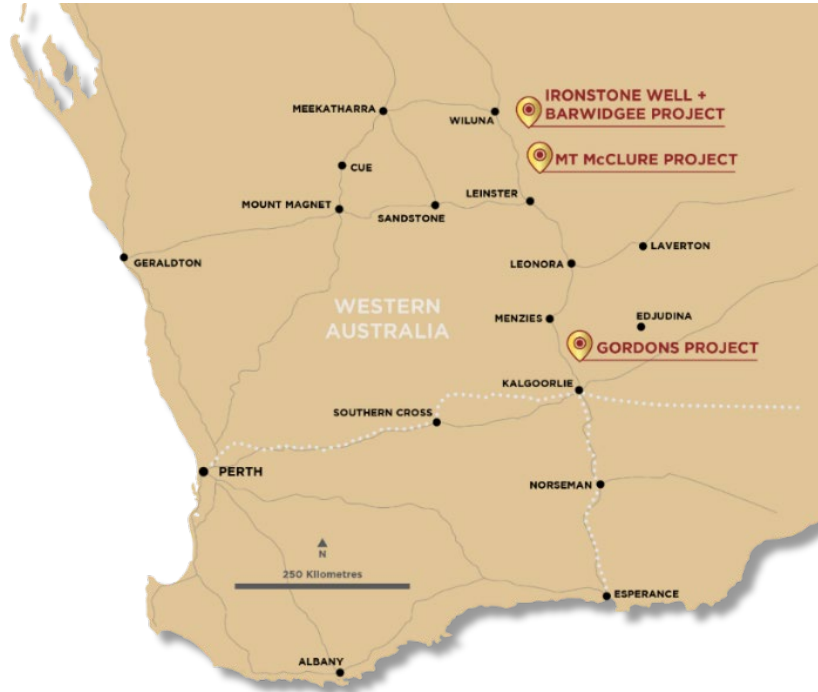 IRONSTONE WELL +
BARWIDGEE PROJECT
MEEKATHARRA
WILUNA
MT McCLURE PROJECT
CUE
LEINSTER
MOUNT MAGNET
SANDSTONE
LAVERTON
GERALDTON
LEONORA
WESTERN
AUSTRALIA
MENZIES
EDJUDINA
GORDONS PROJECT
KALGOORLIE
SOUTHERN CROSS
PERTH
NORSEMAN
N
250 Kilometres
ESPERANCE
ALBANY